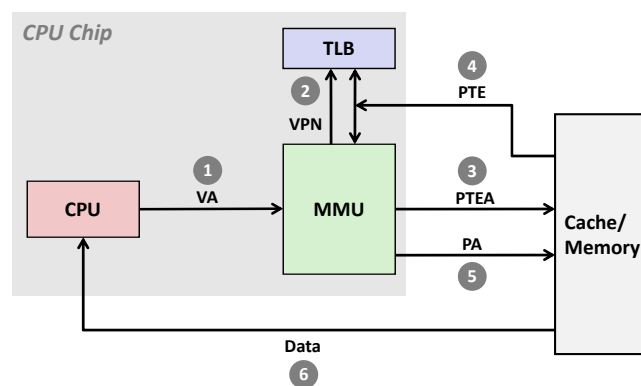 CPU Chip
TLB
2
4
PTE
VPN
1
VA
3
PTEA
CPU
MMU
Cache/
Memory
PA
5
Data
6